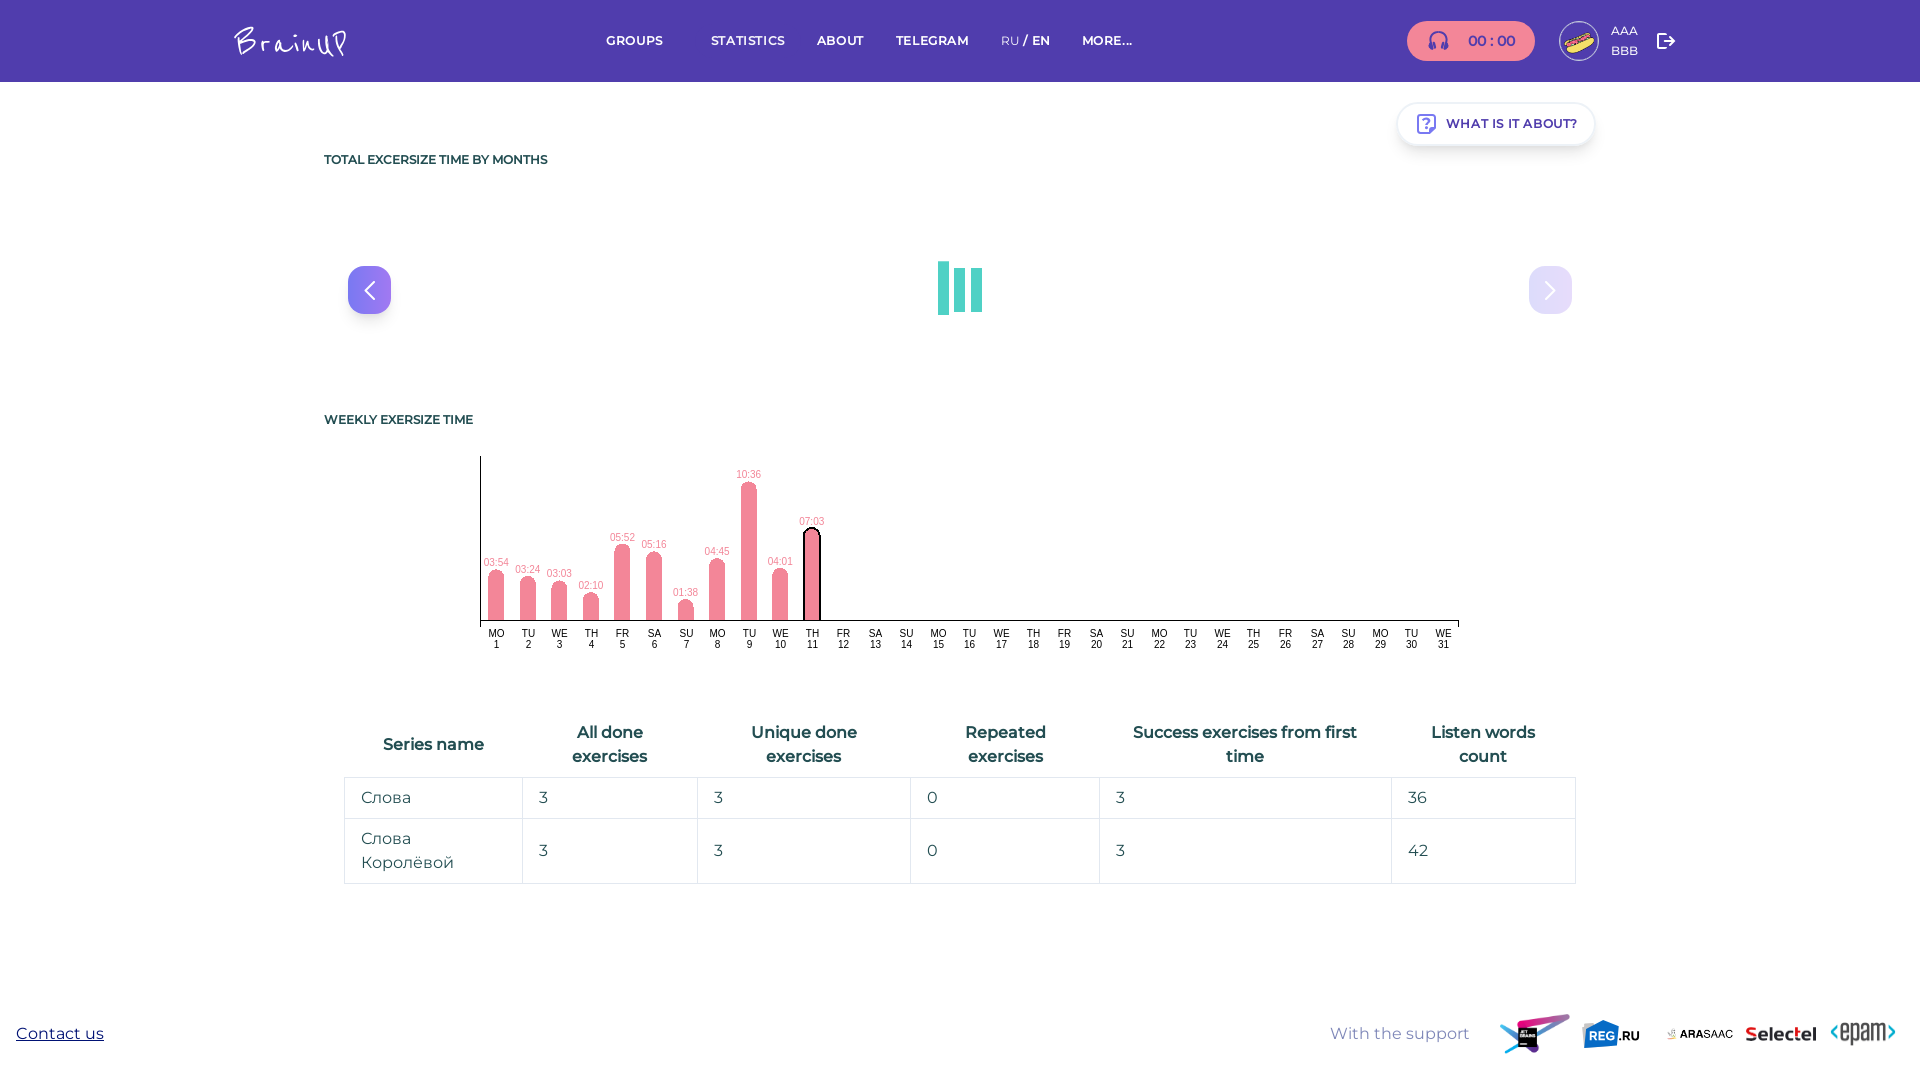 BrainUP
GROUPS STATISTICS ABOUT TELEGRAM RU / EN MORE...
00 : 00
AAA
BBB
WHAT IS IT ABOUT?
TOTAL EXCERSIZE TIME BY MONTHS
WEEKLY EXERSIZE TIME
03:54 03:24 03:03 02:10 05:52 05:16 01:38 04:45 10:36 04:01 07:03
MO TU WE TH FR SA SU MO TU WE TH FR SA SU MO TU WE TH FR SA SU MO TU WE TH FR SA SU MO TU WE
1 2 3 4 5 6 7 8 9 10 11 12 13 14 15 16 17 18 19 20 21 22 23 24 25 26 27 28 29 30 31
Series name All done exercises Unique done exercises Repeated exercises Success exercises from first time Listen words count
Слова 3 3 0 3 36
Слова Королёвой 3 3 0 3 42
Contact us
With the support
REG.RU
ARASAAC
Selectel
<epam>